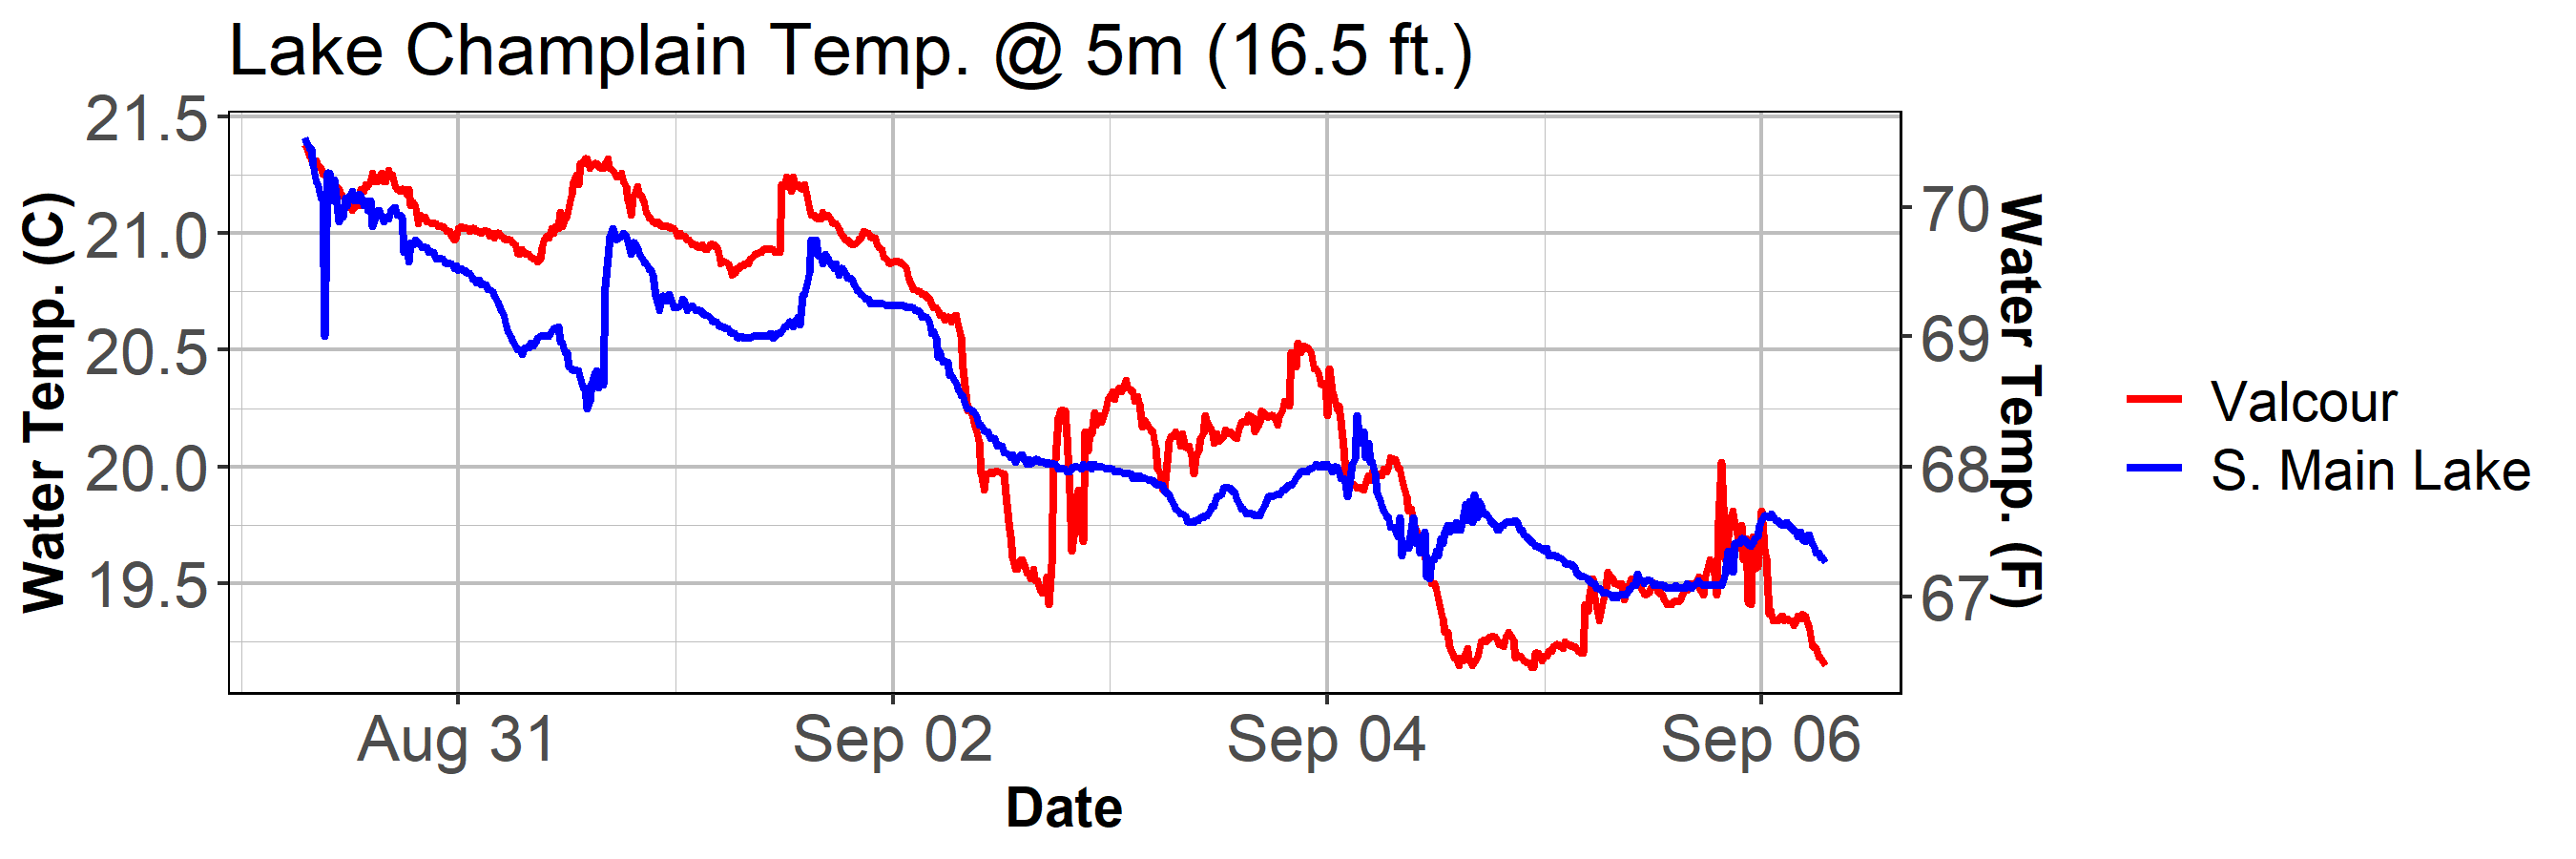 Lake Champlain Temp. @ 5m (16.5 ft.)
Water Temp. (C)
21.5
21.0
20.5
20.0
19.5
70
69
68
67
Water Temp. (F)
Aug 31
Sep 02
Sep 04
Sep 06
Date
Valcour
S. Main Lake